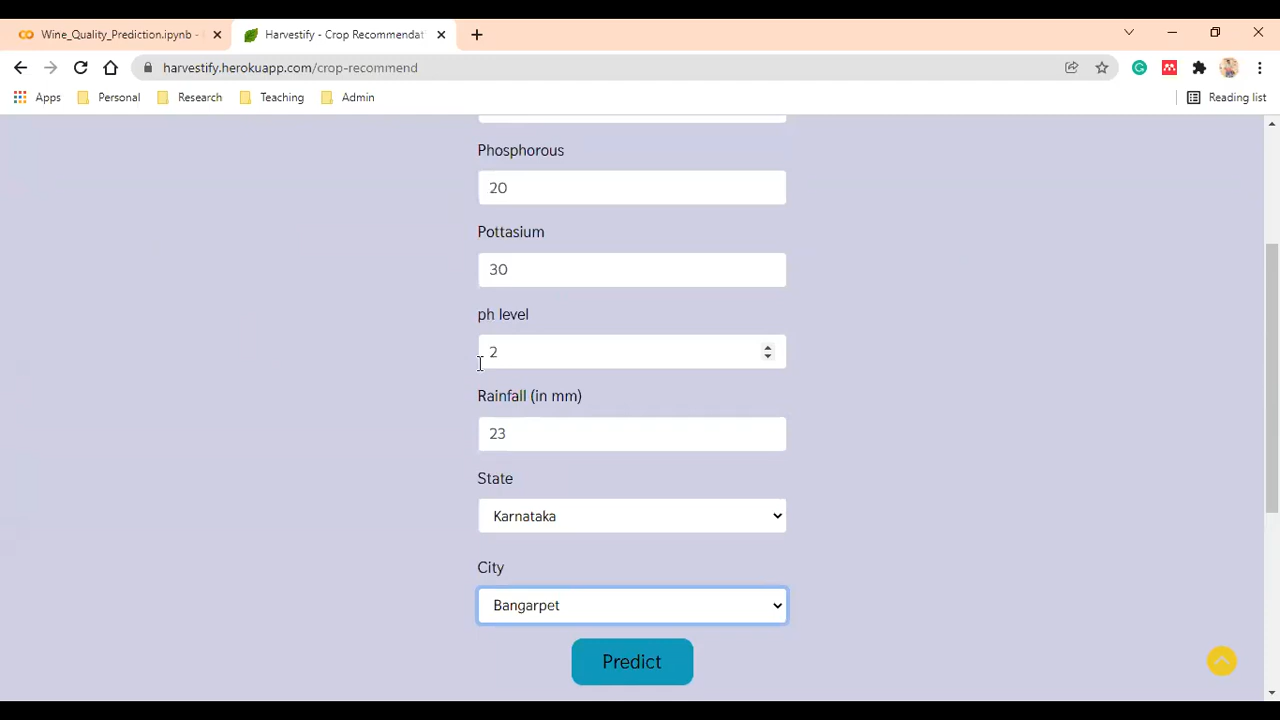 Wine_Quality_Prediction.ipynb -
Harvestify - Crop Recommendat
harvestify.herokuapp.com/crop-recommend
Apps Personal Research Teaching Admin Reading list
Phosphorous
20
Pottasium
30
ph level
2
Rainfall (in mm)
23
State
Karnataka
City
Bangarpet
Predict